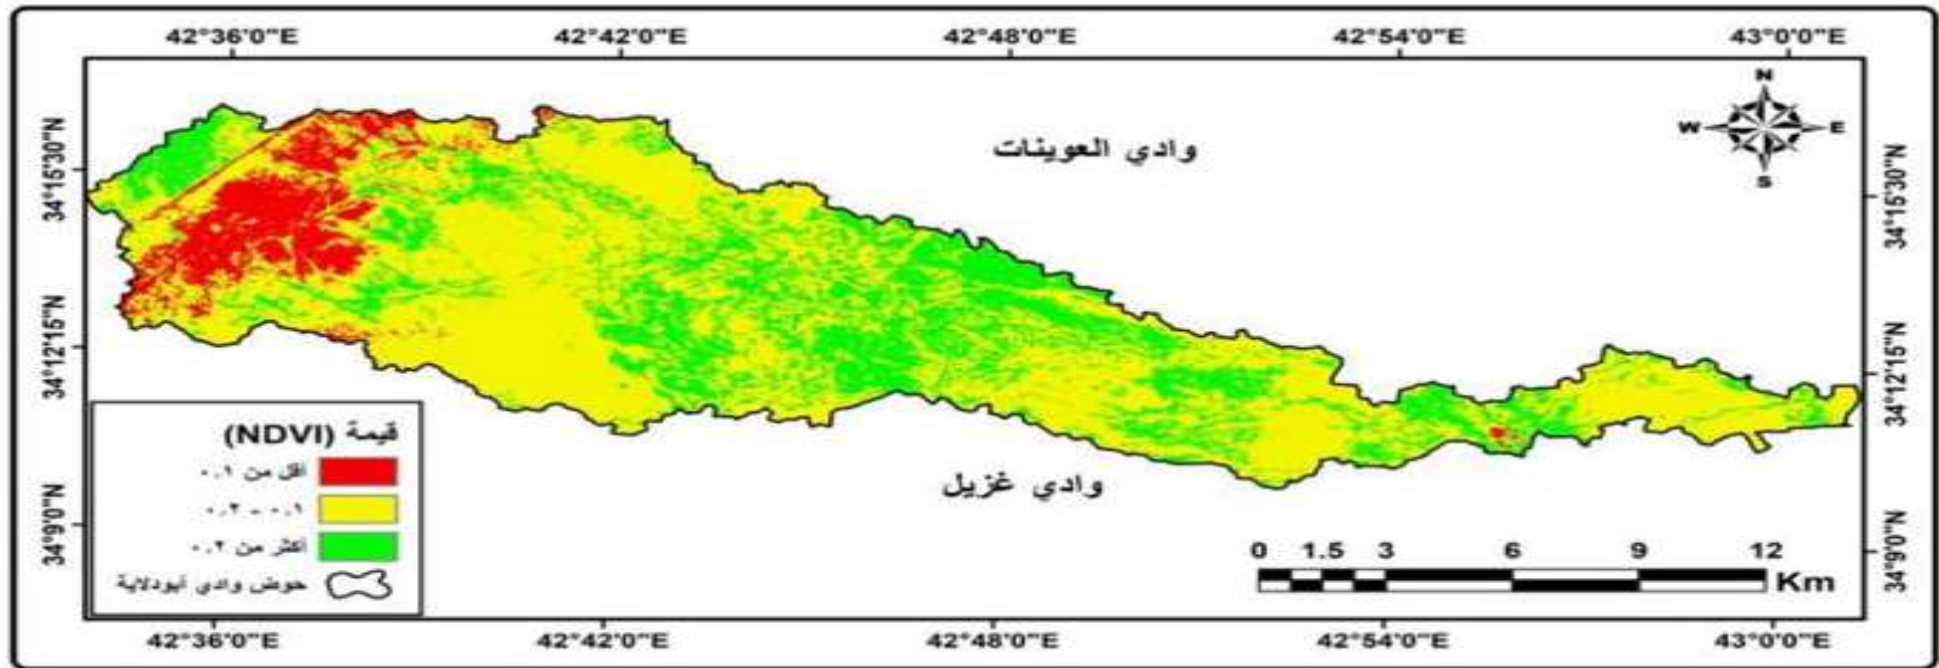 42°36'0"E 42°42'0"E 42°48'0"E 42°54'0"E 43°0'0"E
N
W E
S
34°15'30"N
34°15'30"N
وادي العوينات
34°12'15"N
34°12'15"N
قيمة (NDVI)
أقل من ٠.١
٠.١ - ٠.٢
أكثر من ٠.٢
حوض وادي أبودلاية
وادي غزيل
34°9'0"N
34°9'0"N
0 1.5 3 6 9 12
Km
42°36'0"E 42°42'0"E 42°48'0"E 42°54'0"E 43°0'0"E